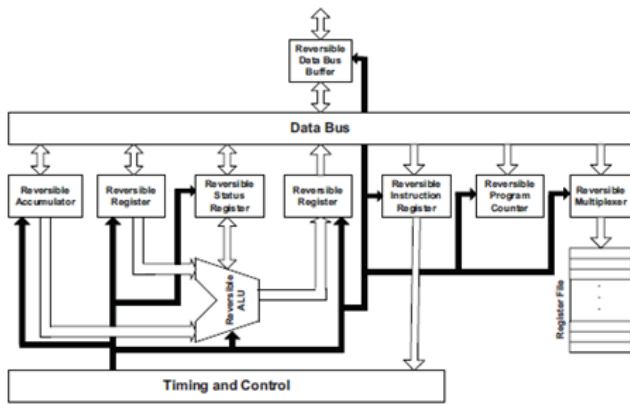 Reversible
Data Bus
Buffer
Data Bus
Reversible
Accumulator
Reversible
Register
Reversible
Status
Register
Reversible
Register
Reversible
Instruction
Register
Reversible
Program
Counter
Reversible
Multiplexer
Reversible
ALU
Register File
Timing and Control